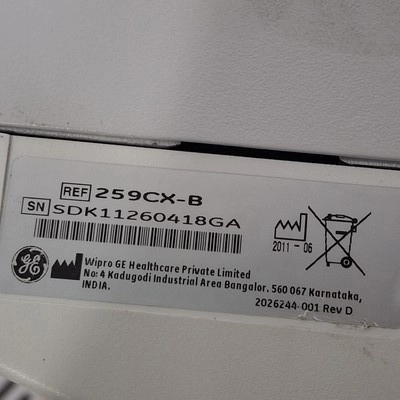 REF 259CX-B
SN SDK11260418GA
2011 - 06
GE
Wipro GE Healthcare Private Limited
No: 4 Kadugodi Industrial Area Bangalor. 560 067 Karnataka,
INDIA.
2026244-001 Rev D